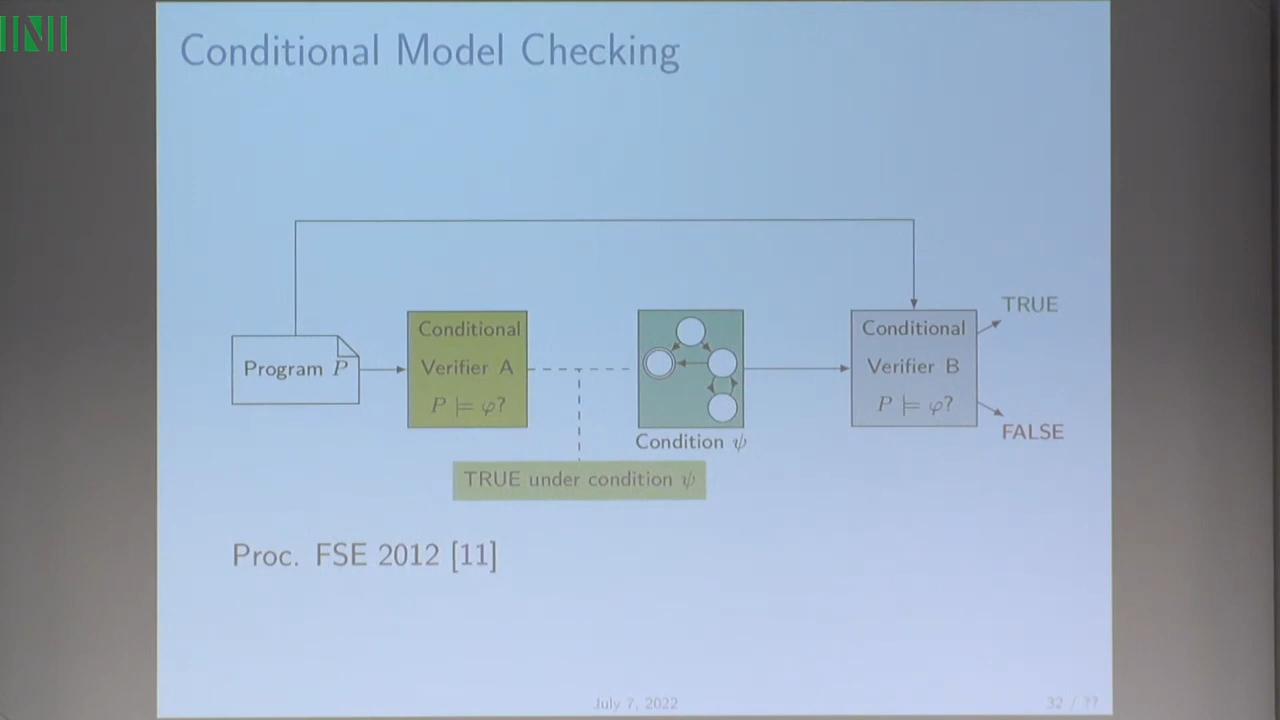 INI
Conditional Model Checking
Program P
Conditional
Verifier A
P ⊨ φ?
Condition ψ
TRUE under condition ψ
Conditional
Verifier B
P ⊨ φ?
TRUE
FALSE
Proc. FSE 2012 [11]
July 7, 2022
32 / ??